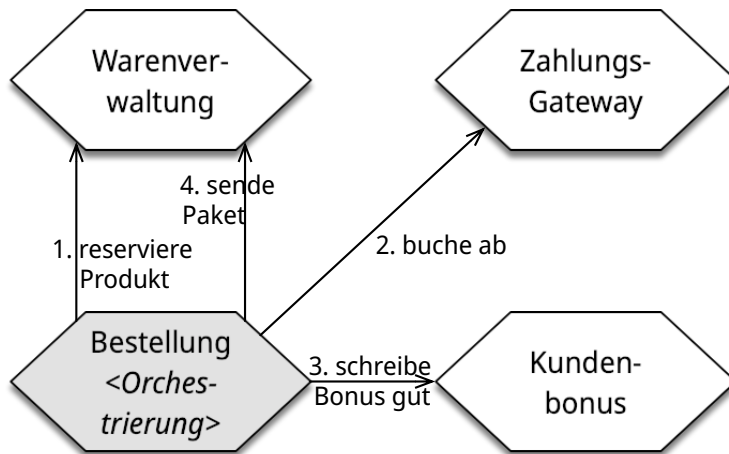 Warenver-
waltung
Zahlungs-
Gateway
4. sende
Paket
1. reserviere
Produkt
2. buche ab
Bestellung
<Orches-
trierung>
3. schreibe
Bonus gut
Kunden-
bonus